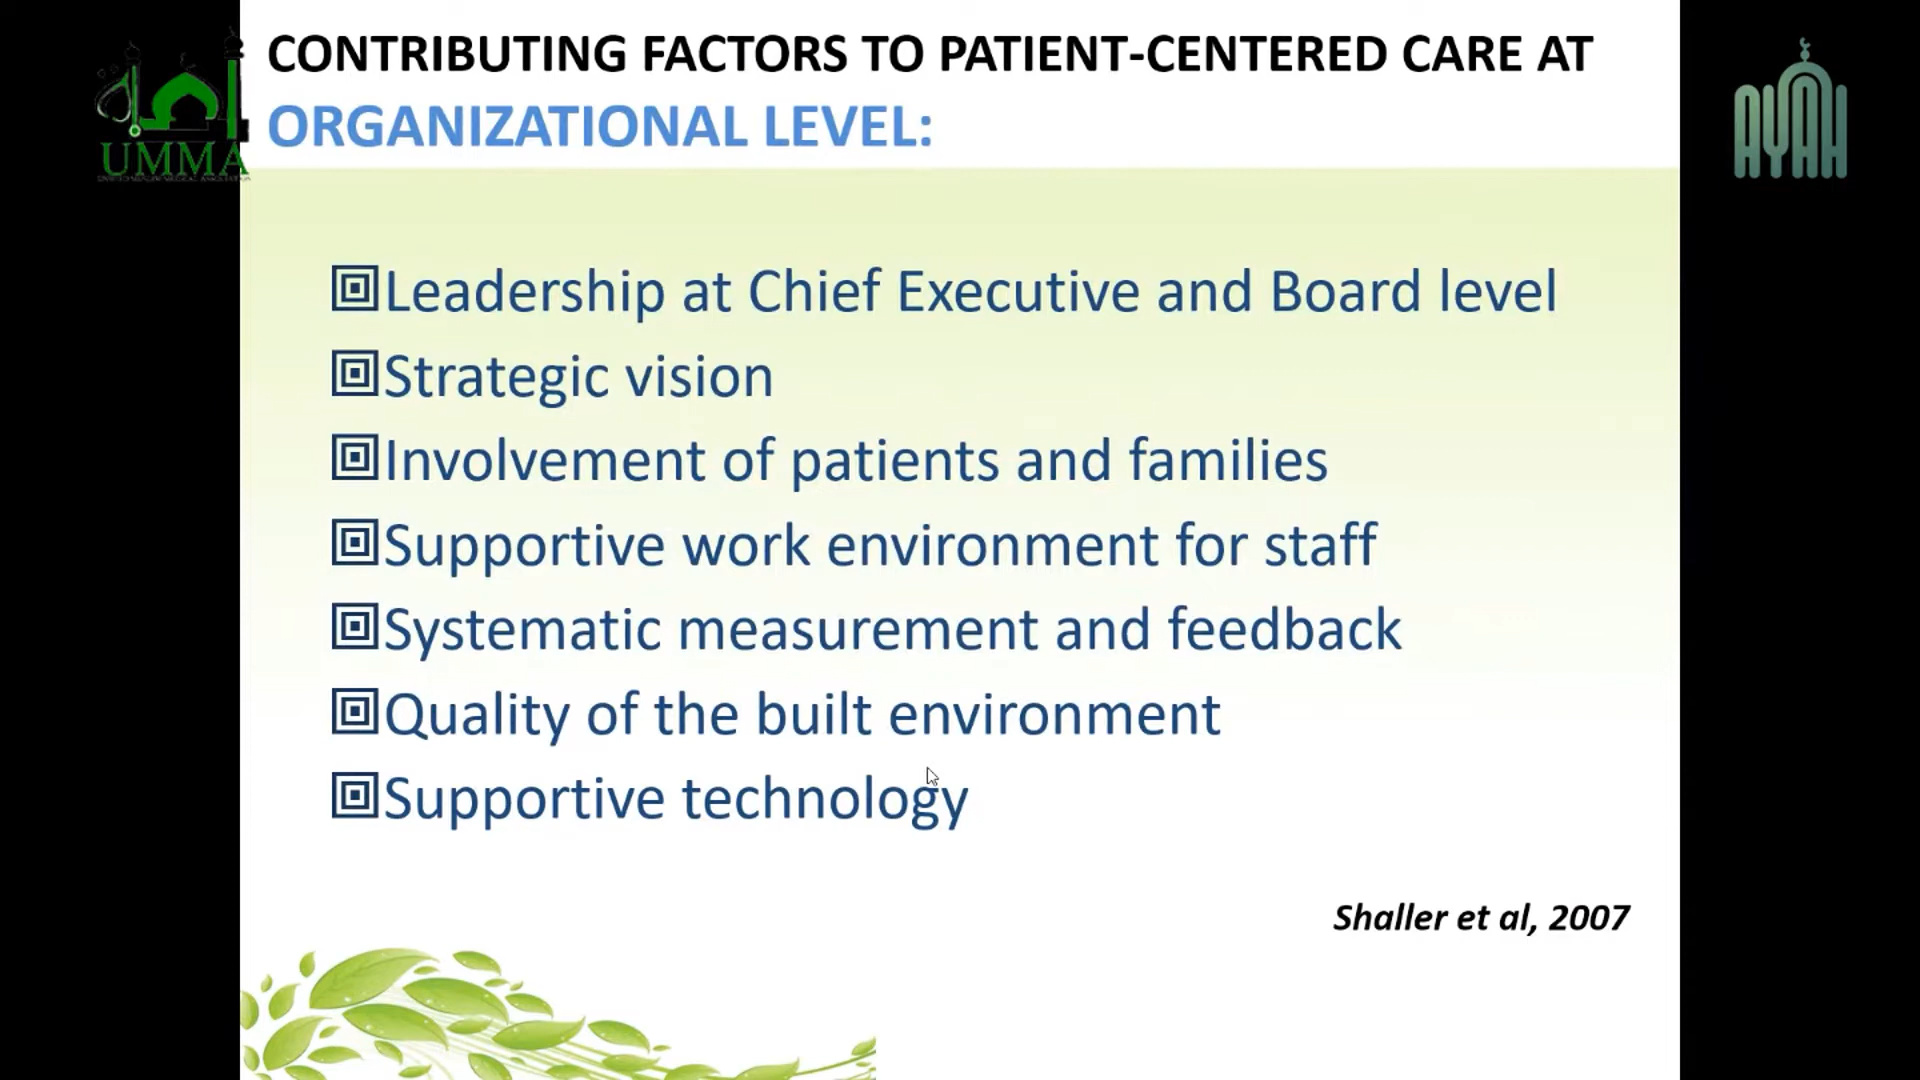 CONTRIBUTING FACTORS TO PATIENT-CENTERED CARE AT
ORGANIZATIONAL LEVEL:
UMMA
AYAH
Leadership at Chief Executive and Board level
Strategic vision
Involvement of patients and families
Supportive work environment for staff
Systematic measurement and feedback
Quality of the built environment
Supportive technology
Shaller et al, 2007